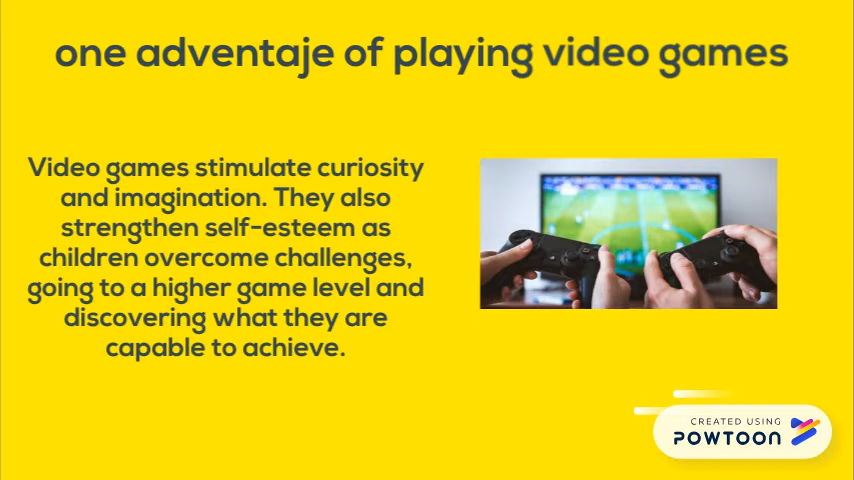 one adventaje of playing video games
Video games stimulate curiosity
and imagination. They also
strengthen self-esteem as
children overcome challenges,
going to a higher game level and
discovering what they are
capable to achieve.
CREATED USING
POWTOON